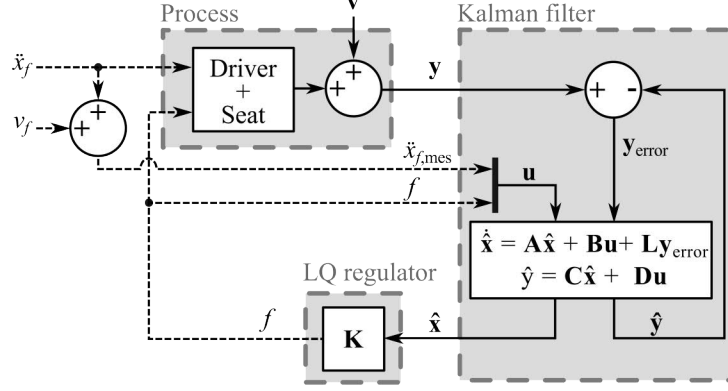 Process
v
Kalman filter
ẍ_f
Driver
+
Seat
+
+
y
+ -
v_f
+
+
y_error
ẍ_f,mes
u
f
x̂̇ = Ax̂ + Bu+ Ly_error
ŷ = Cx̂ + Du
LQ regulator
f
K
x̂
ŷ